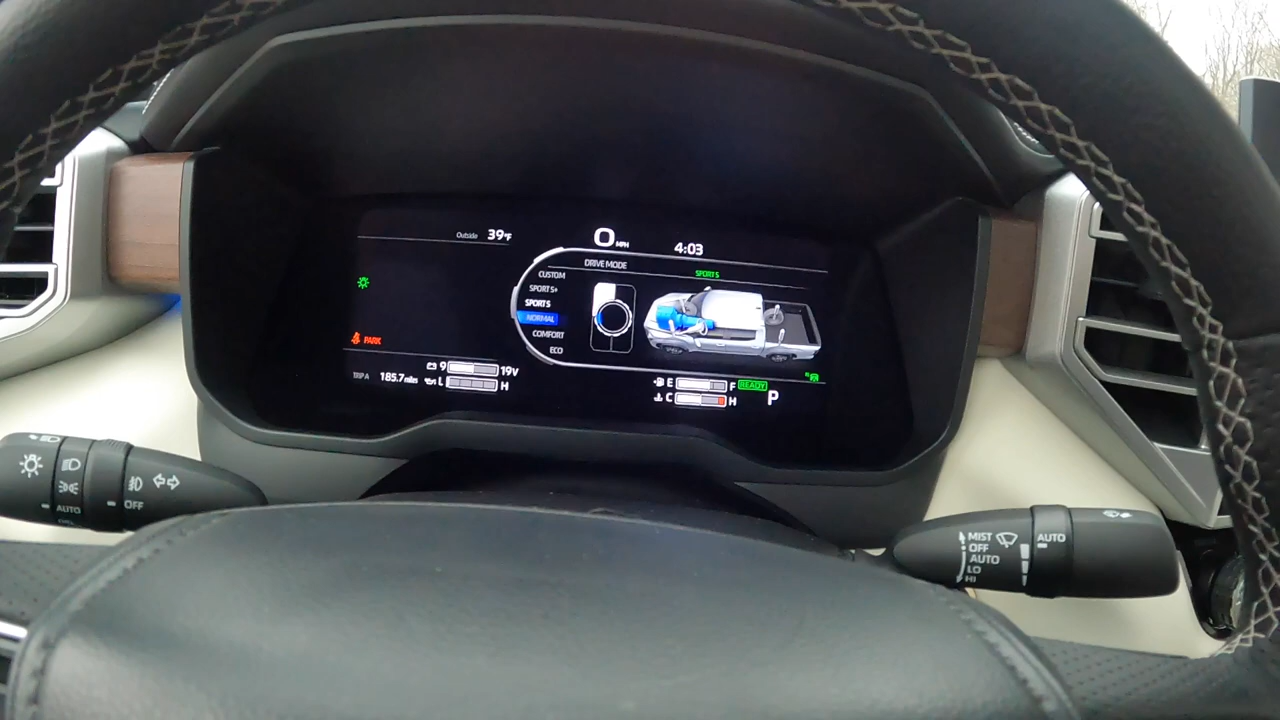 Outside 39°F
0 MPH
4:03
DRIVE MODE
SPORT S
CUSTOM
SPORT S+
SPORT S
NORMAL
COMFORT
ECO
PARK
TRIP A 185.7 miles
9 19V
L H
E F READY
C H
P
AUTO
OFF
MIST
OFF
AUTO
LO
HI
AUTO